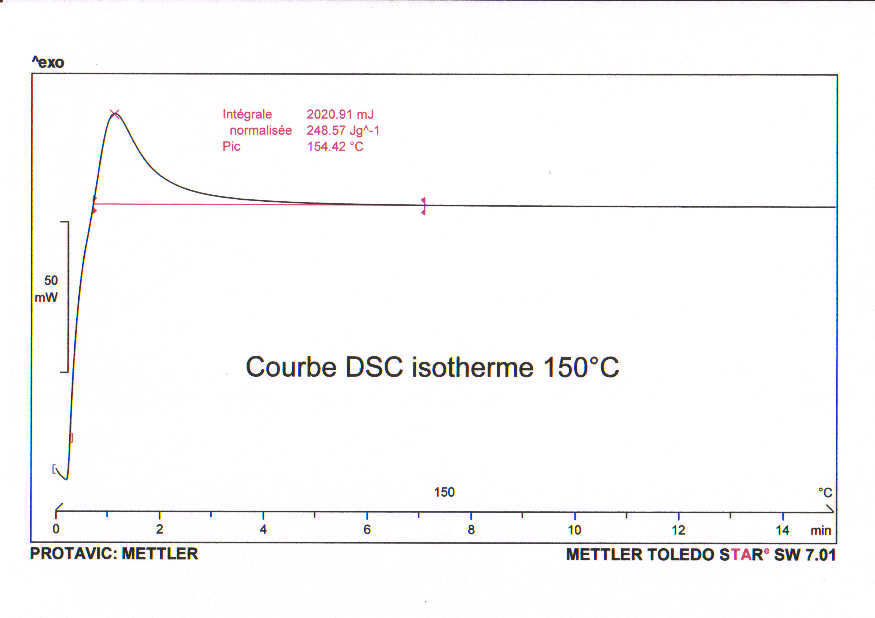 ^exo
Intégrale 2020.91 mJ
normalisée 248.57 Jg^-1
Pic 154.42 °C
50
mW
Courbe DSC isotherme 150°C
150 °C
0 2 4 6 8 10 12 14 min
PROTAVIC: METTLER METTLER TOLEDO STARe SW 7.01